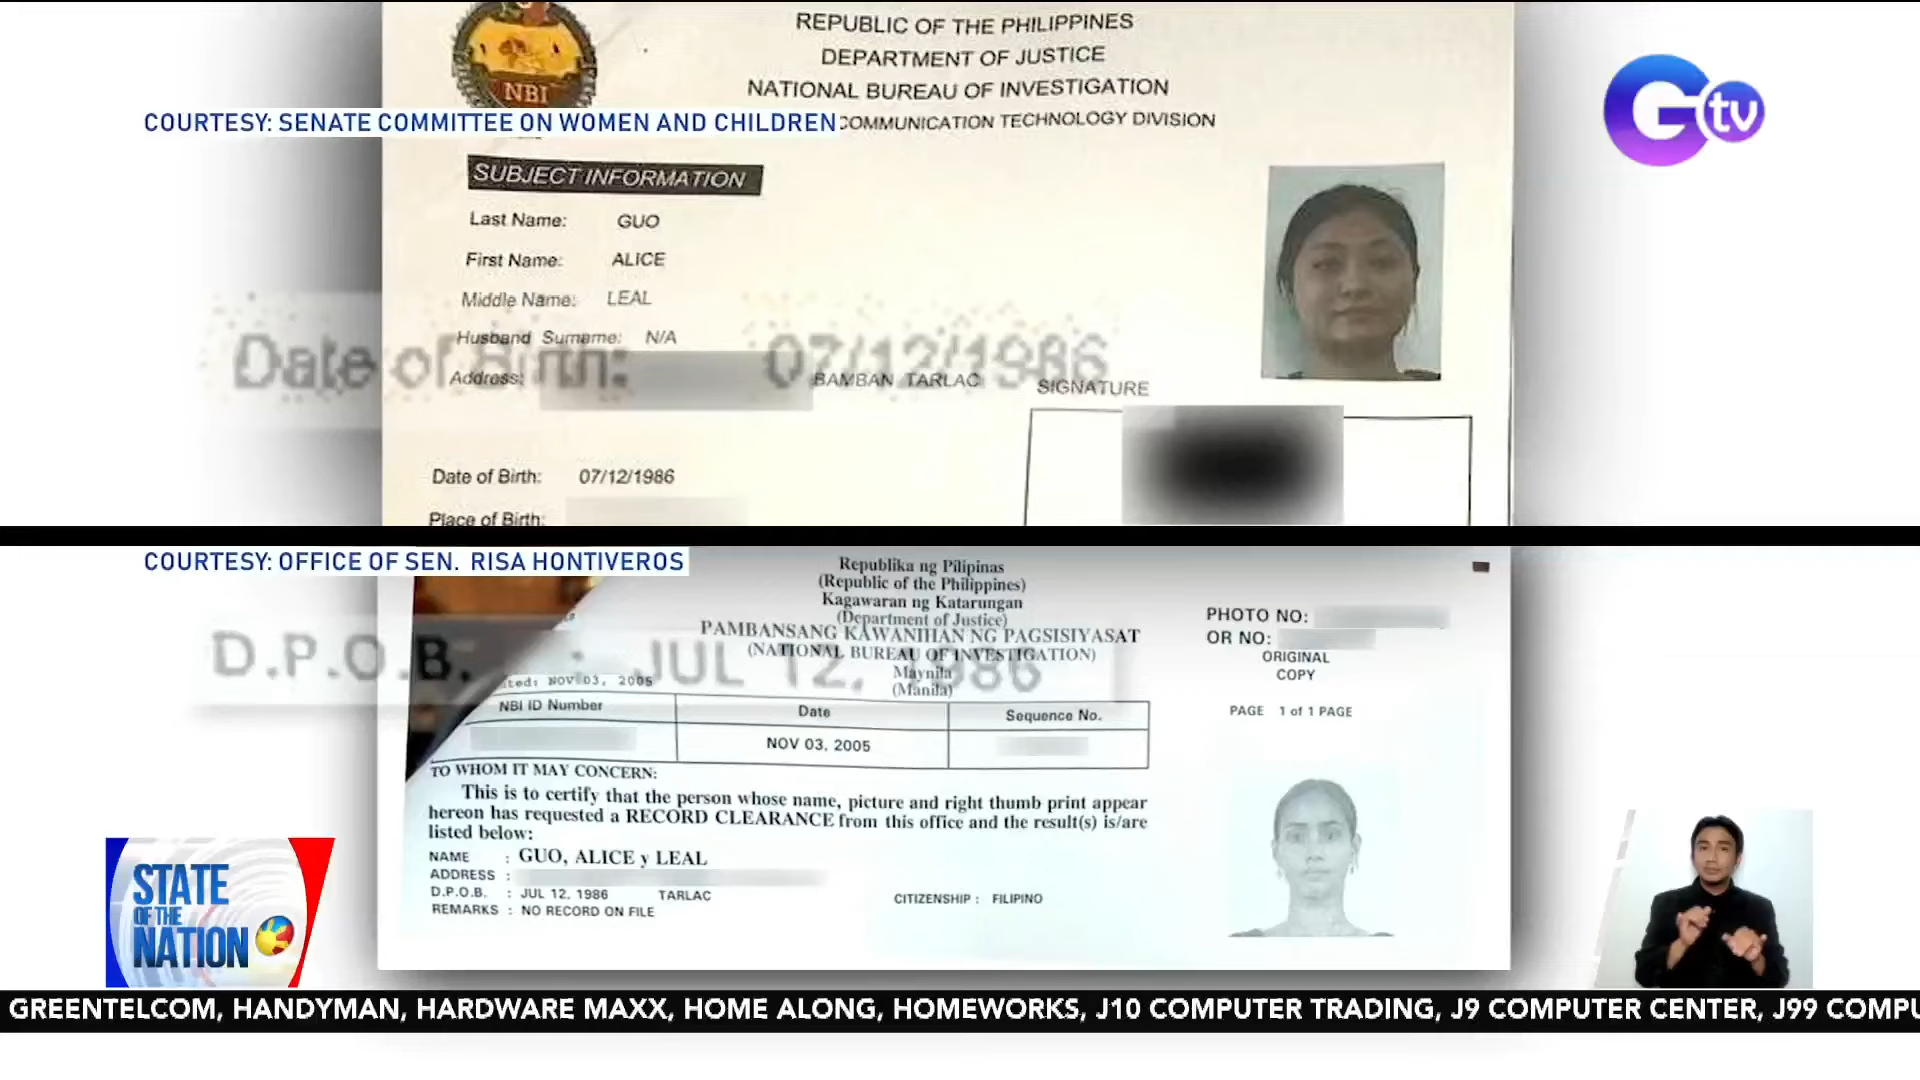 REPUBLIC OF THE PHILIPPINES
DEPARTMENT OF JUSTICE
NATIONAL BUREAU OF INVESTIGATION
NBI
COURTESY: SENATE COMMITTEE ON WOMEN AND CHILDREN
COMMUNICATION TECHNOLOGY DIVISION
G tv
SUBJECT INFORMATION
Last Name: GUO
First Name: ALICE
Middle Name: LEAL
Husband Surname: N/A
Date of Birth: 07/12/1986
Address: BAMBAN TARLAC
SIGNATURE
Date of Birth: 07/12/1986
Place of Birth:
COURTESY: OFFICE OF SEN. RISA HONTIVEROS
Republika ng Pilipinas
(Republic of the Philippines)
Kagawaran ng Katarungan
(Department of Justice)
PAMBANSANG KAWANIHAN NG PAGSISIYASAT
(NATIONAL BUREAU OF INVESTIGATION)
Maynila
(Manila)
PHOTO NO:
OR NO:
ORIGINAL
COPY
PAGE 1 of 1 PAGE
D.P.O.B. : JUL 12, 1986
NOV 03, 2005
NBI ID Number Date Sequence No.
NOV 03, 2005
TO WHOM IT MAY CONCERN:
This is to certify that the person whose name, picture and right thumb print appear
hereon has requested a RECORD CLEARANCE from this office and the result(s) is/are
listed below:
NAME : GUO, ALICE y LEAL
ADDRESS :
D.P.O.B. : JUL 12, 1986 TARLAC CITIZENSHIP : FILIPINO
REMARKS : NO RECORD ON FILE
STATE
OF THE
NATION
GREENTELCOM, HANDYMAN, HARDWARE MAXX, HOME ALONG, HOMEWORKS, J10 COMPUTER TRADING, J9 COMPUTER CENTER, J99 COMPU